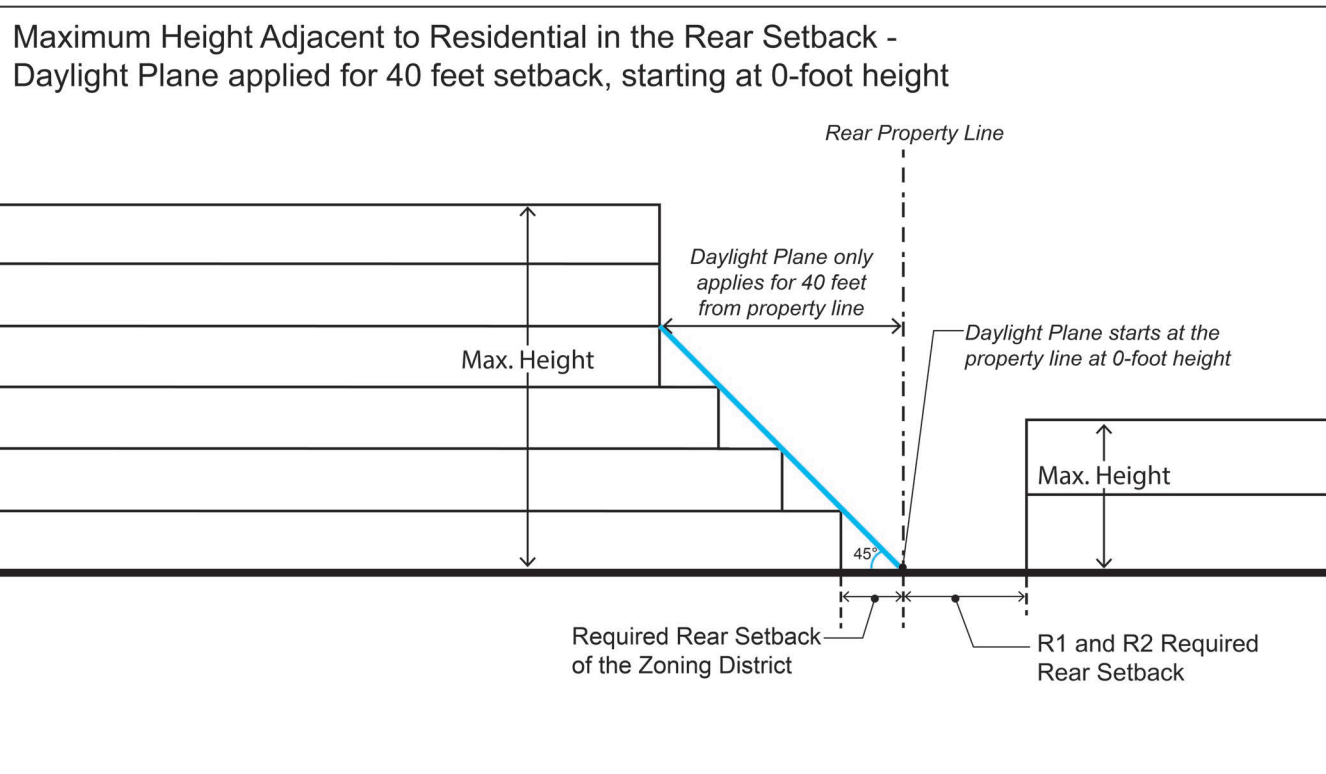 Maximum Height Adjacent to Residential in the Rear Setback -
Daylight Plane applied for 40 feet setback, starting at 0-foot height
Rear Property Line
Daylight Plane only
applies for 40 feet
from property line
Daylight Plane starts at the
property line at 0-foot height
Max. Height
Max. Height
45°
Required Rear Setback
of the Zoning District
R1 and R2 Required
Rear Setback